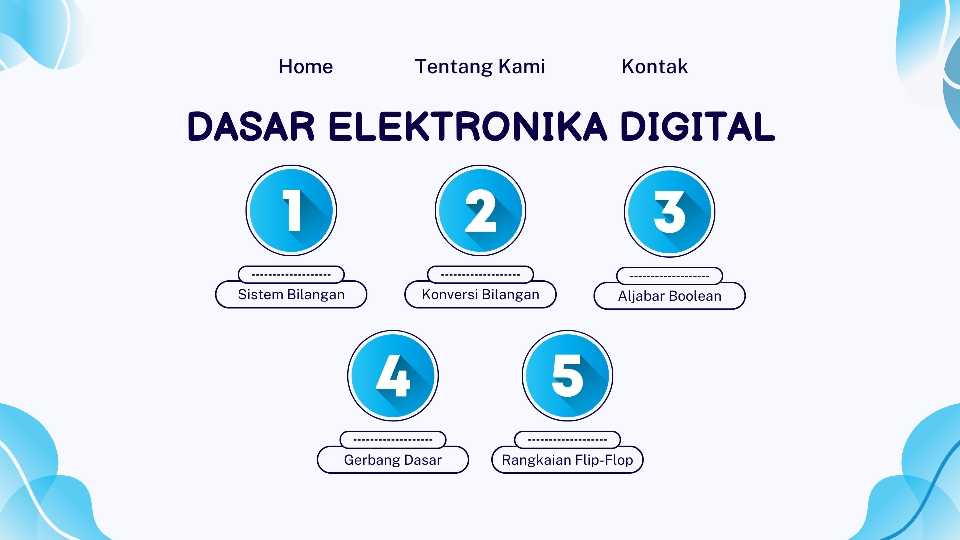 Home Tentang Kami Kontak
DASAR ELEKTRONIKA DIGITAL
1 2 3
------------------- ------------------- -------------------
Sistem Bilangan Konversi Bilangan Aljabar Boolean
4 5
------------------- -------------------
Gerbang Dasar Rangkaian Flip-Flop